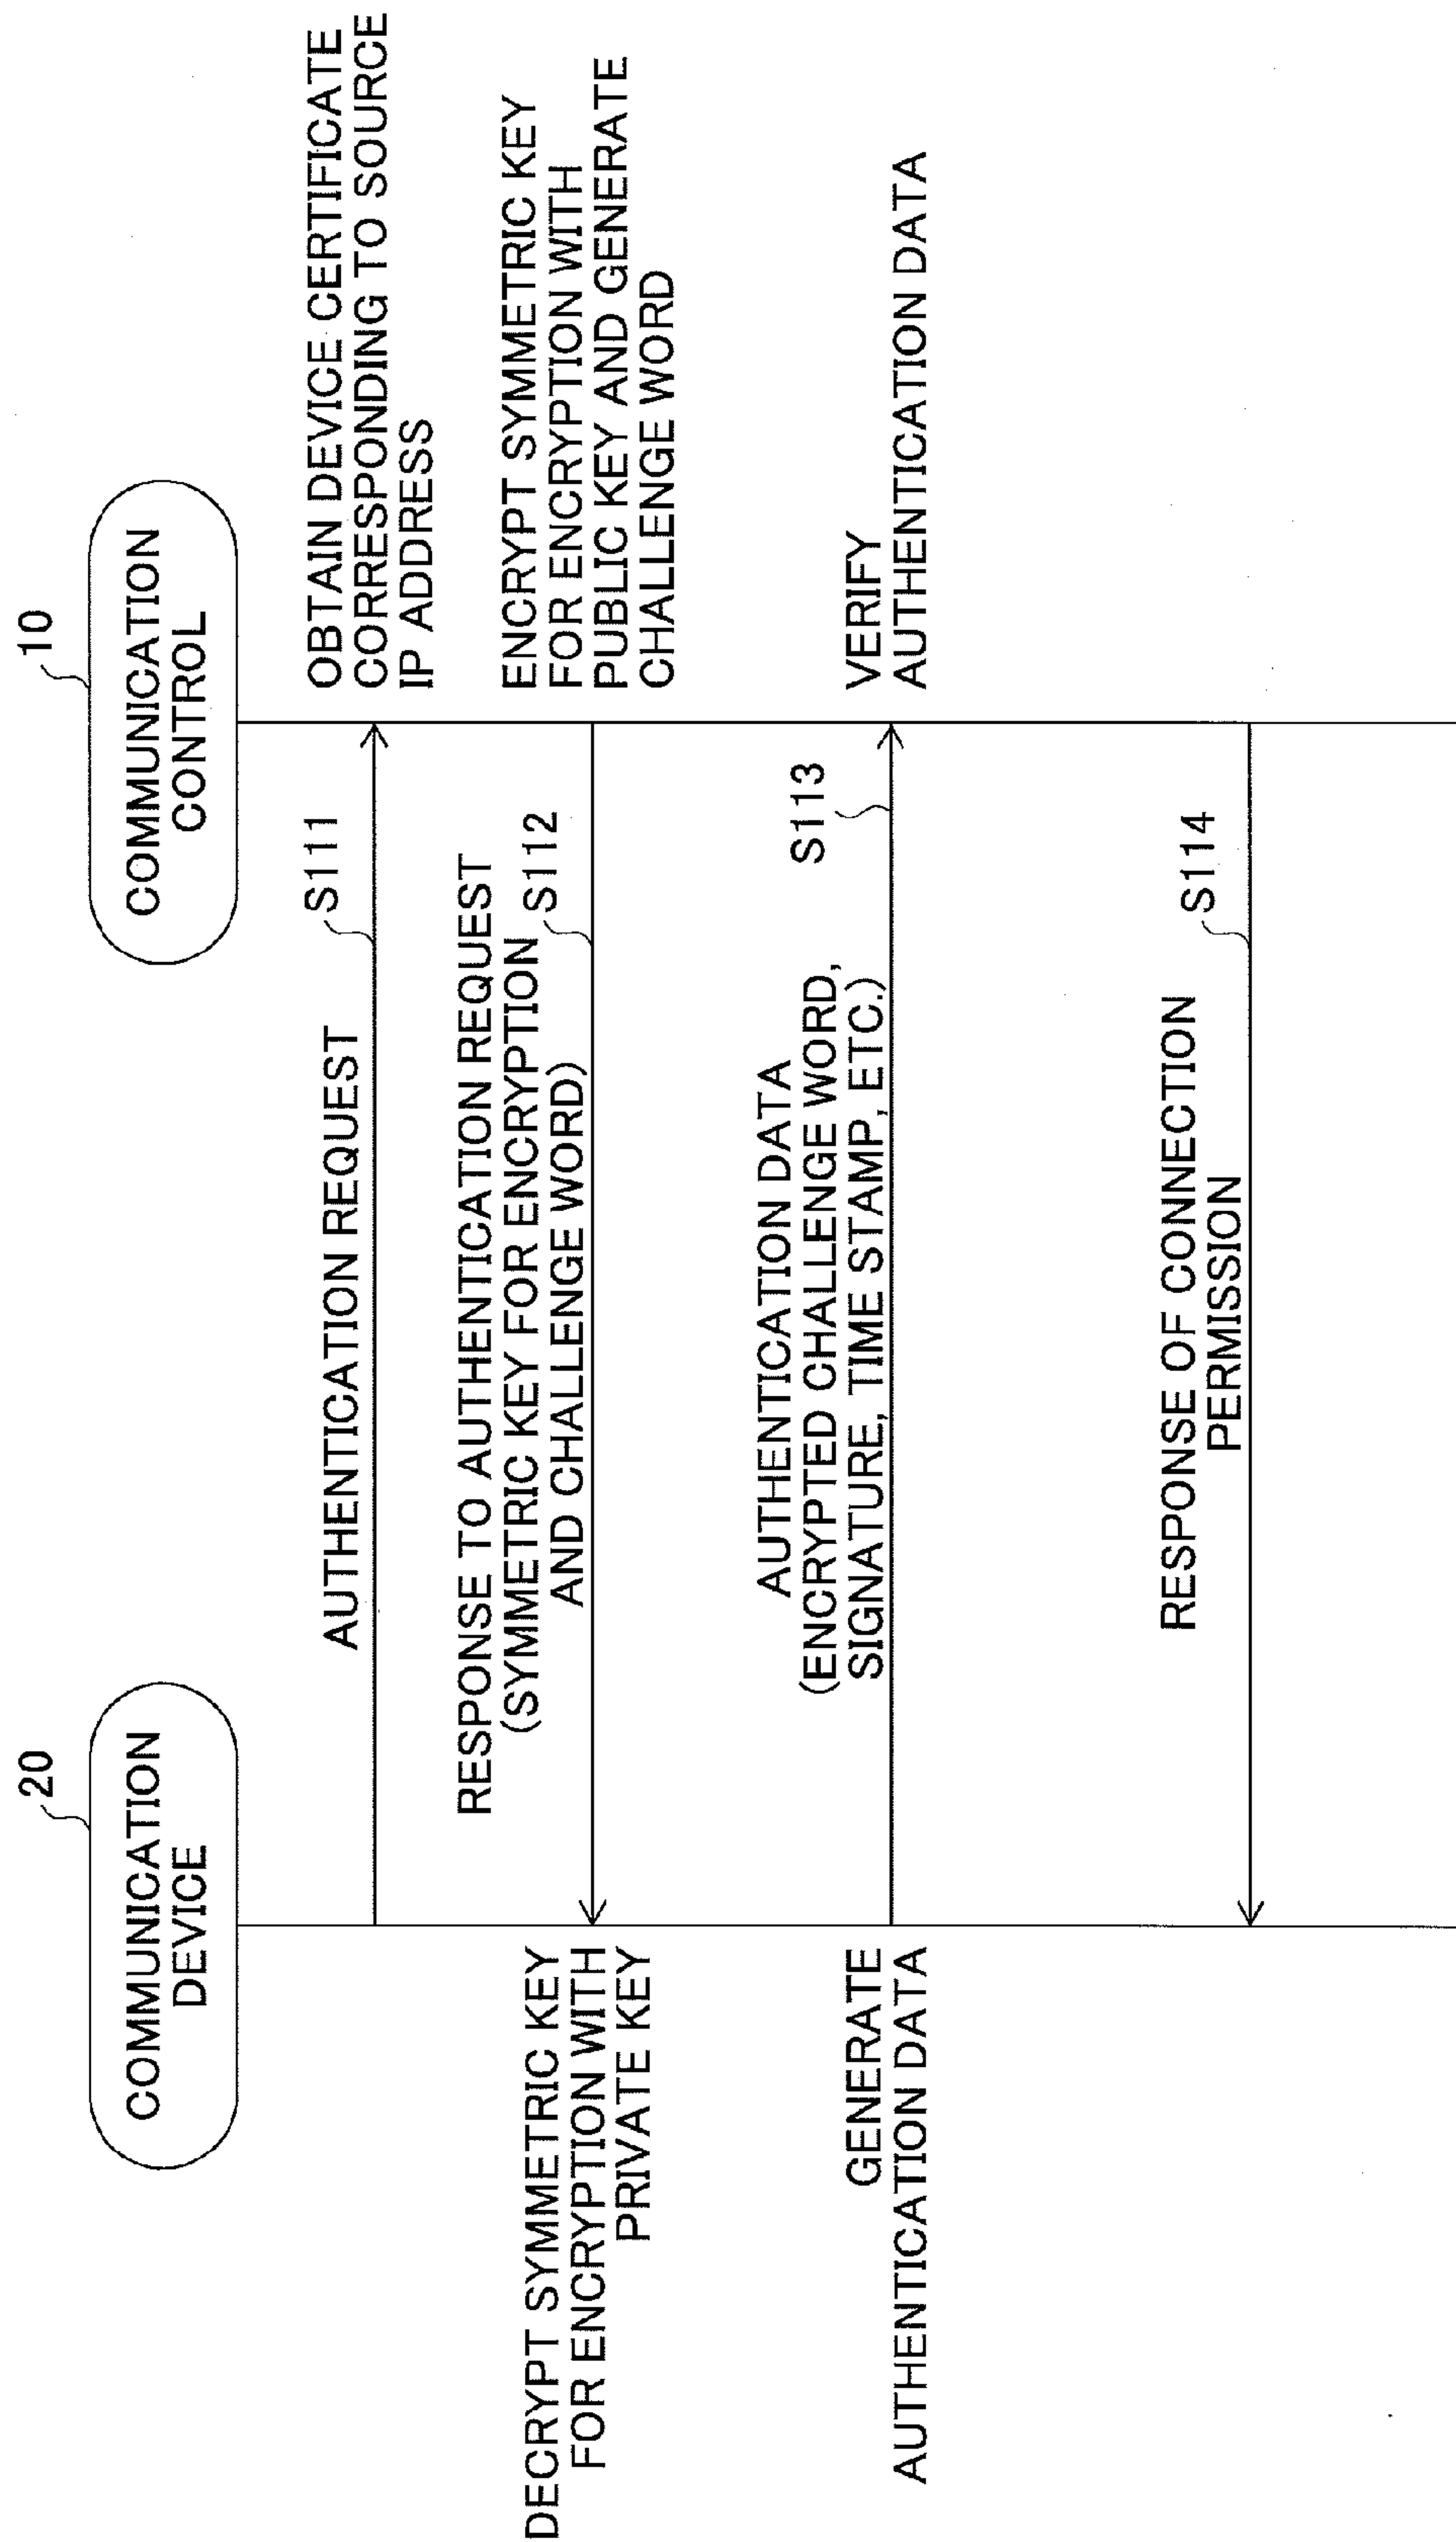 20
COMMUNICATION
DEVICE
10
COMMUNICATION
CONTROL
AUTHENTICATION REQUEST
S111
OBTAIN DEVICE CERTIFICATE
CORRESPONDING TO SOURCE
IP ADDRESS
RESPONSE TO AUTHENTICATION REQUEST
(SYMMETRIC KEY FOR ENCRYPTION
AND CHALLENGE WORD)
S112
ENCRYPT SYMMETRIC KEY
FOR ENCRYPTION WITH
PUBLIC KEY AND GENERATE
CHALLENGE WORD
DECRYPT SYMMETRIC KEY
FOR ENCRYPTION WITH
PRIVATE KEY
AUTHENTICATION DATA
(ENCRYPTED CHALLENGE WORD,
SIGNATURE, TIME STAMP, ETC.)
S113
GENERATE
AUTHENTICATION DATA
VERIFY
AUTHENTICATION DATA
RESPONSE OF CONNECTION
PERMISSION
S114